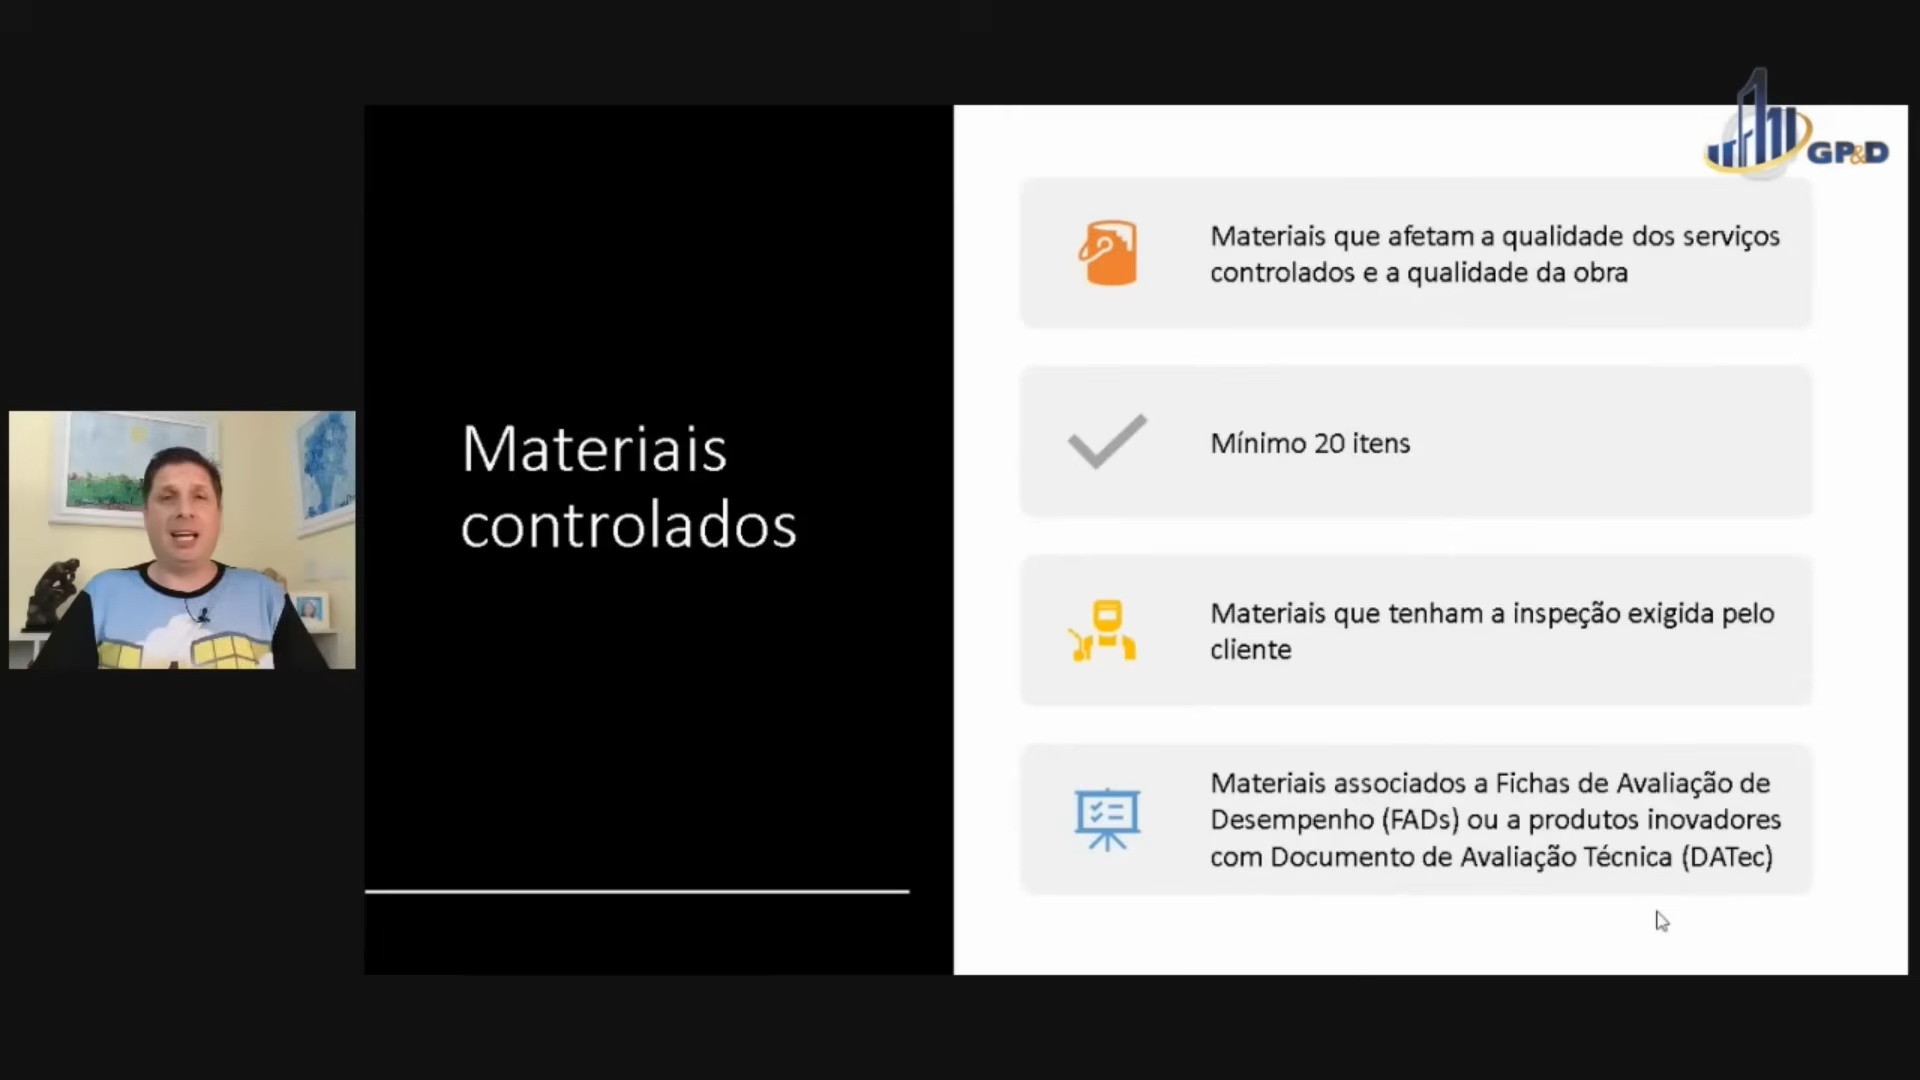 GP&D
Materiais
controlados
Materiais que afetam a qualidade dos serviços
controlados e a qualidade da obra
Mínimo 20 itens
Materiais que tenham a inspeção exigida pelo
cliente
Materiais associados a Fichas de Avaliação de
Desempenho (FADs) ou a produtos inovadores
com Documento de Avaliação Técnica (DATec)